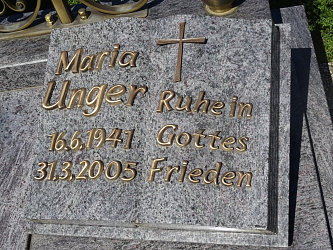 Maria
Unger
16.6.1941
31.3.2005
Ruhe in
Gottes
Frieden